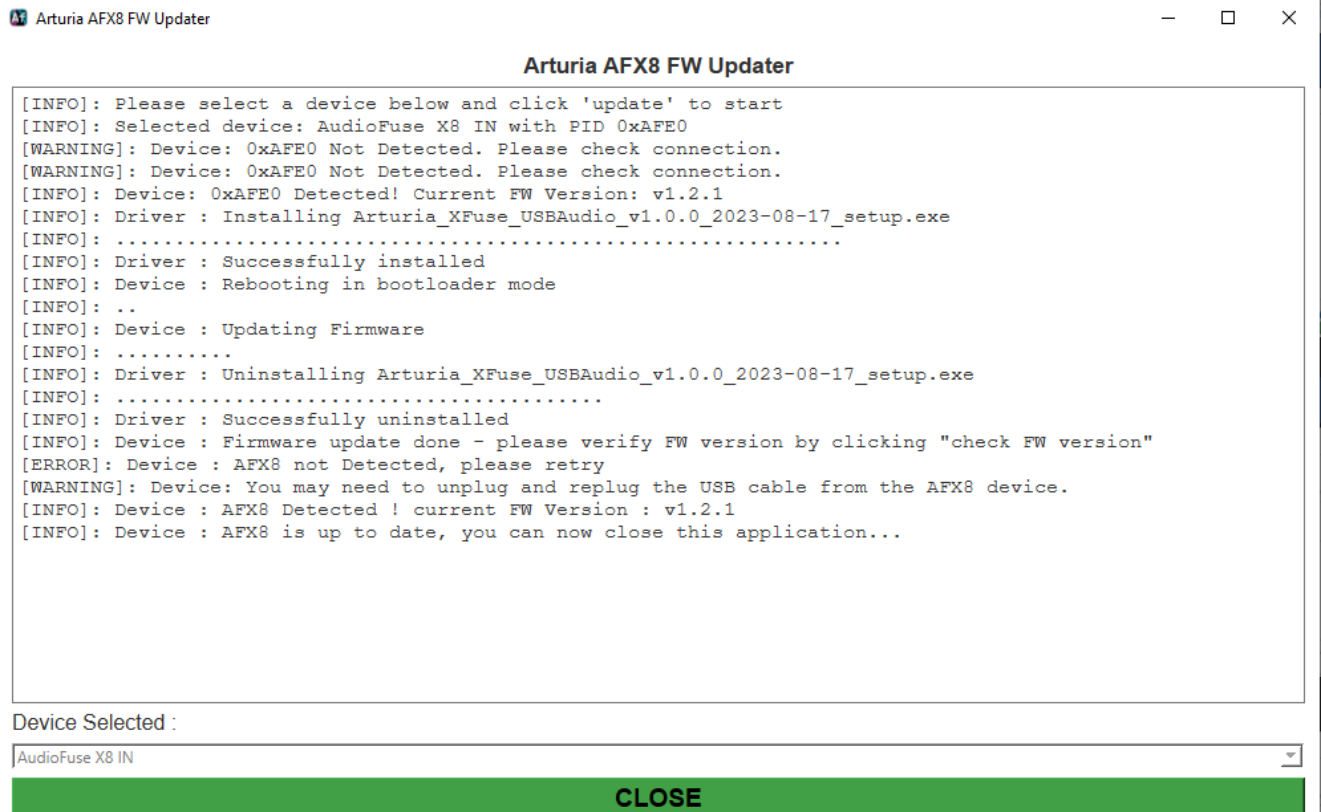 Arturia AFX8 FW Updater
Arturia AFX8 FW Updater
[INFO]: Please select a device below and click 'update' to start
[INFO]: Selected device: AudioFuse X8 IN with PID 0xAFE0
[WARNING]: Device: 0xAFE0 Not Detected. Please check connection.
[WARNING]: Device: 0xAFE0 Not Detected. Please check connection.
[INFO]: Device: 0xAFE0 Detected! Current FW Version: v1.2.1
[INFO]: Driver : Installing Arturia_XFuse_USBAudio_v1.0.0_2023-08-17_setup.exe
[INFO]: .............................................................
[INFO]: Driver : Successfully installed
[INFO]: Device : Rebooting in bootloader mode
[INFO]: ..
[INFO]: Device : Updating Firmware
[INFO]: ..........
[INFO]: Driver : Uninstalling Arturia_XFuse_USBAudio_v1.0.0_2023-08-17_setup.exe
[INFO]: .........................................
[INFO]: Driver : Successfully uninstalled
[INFO]: Device : Firmware update done - please verify FW version by clicking "check FW version"
[ERROR]: Device : AFX8 not Detected, please retry
[WARNING]: Device: You may need to unplug and replug the USB cable from the AFX8 device.
[INFO]: Device : AFX8 Detected ! current FW Version : v1.2.1
[INFO]: Device : AFX8 is up to date, you can now close this application...
Device Selected :
AudioFuse X8 IN
CLOSE